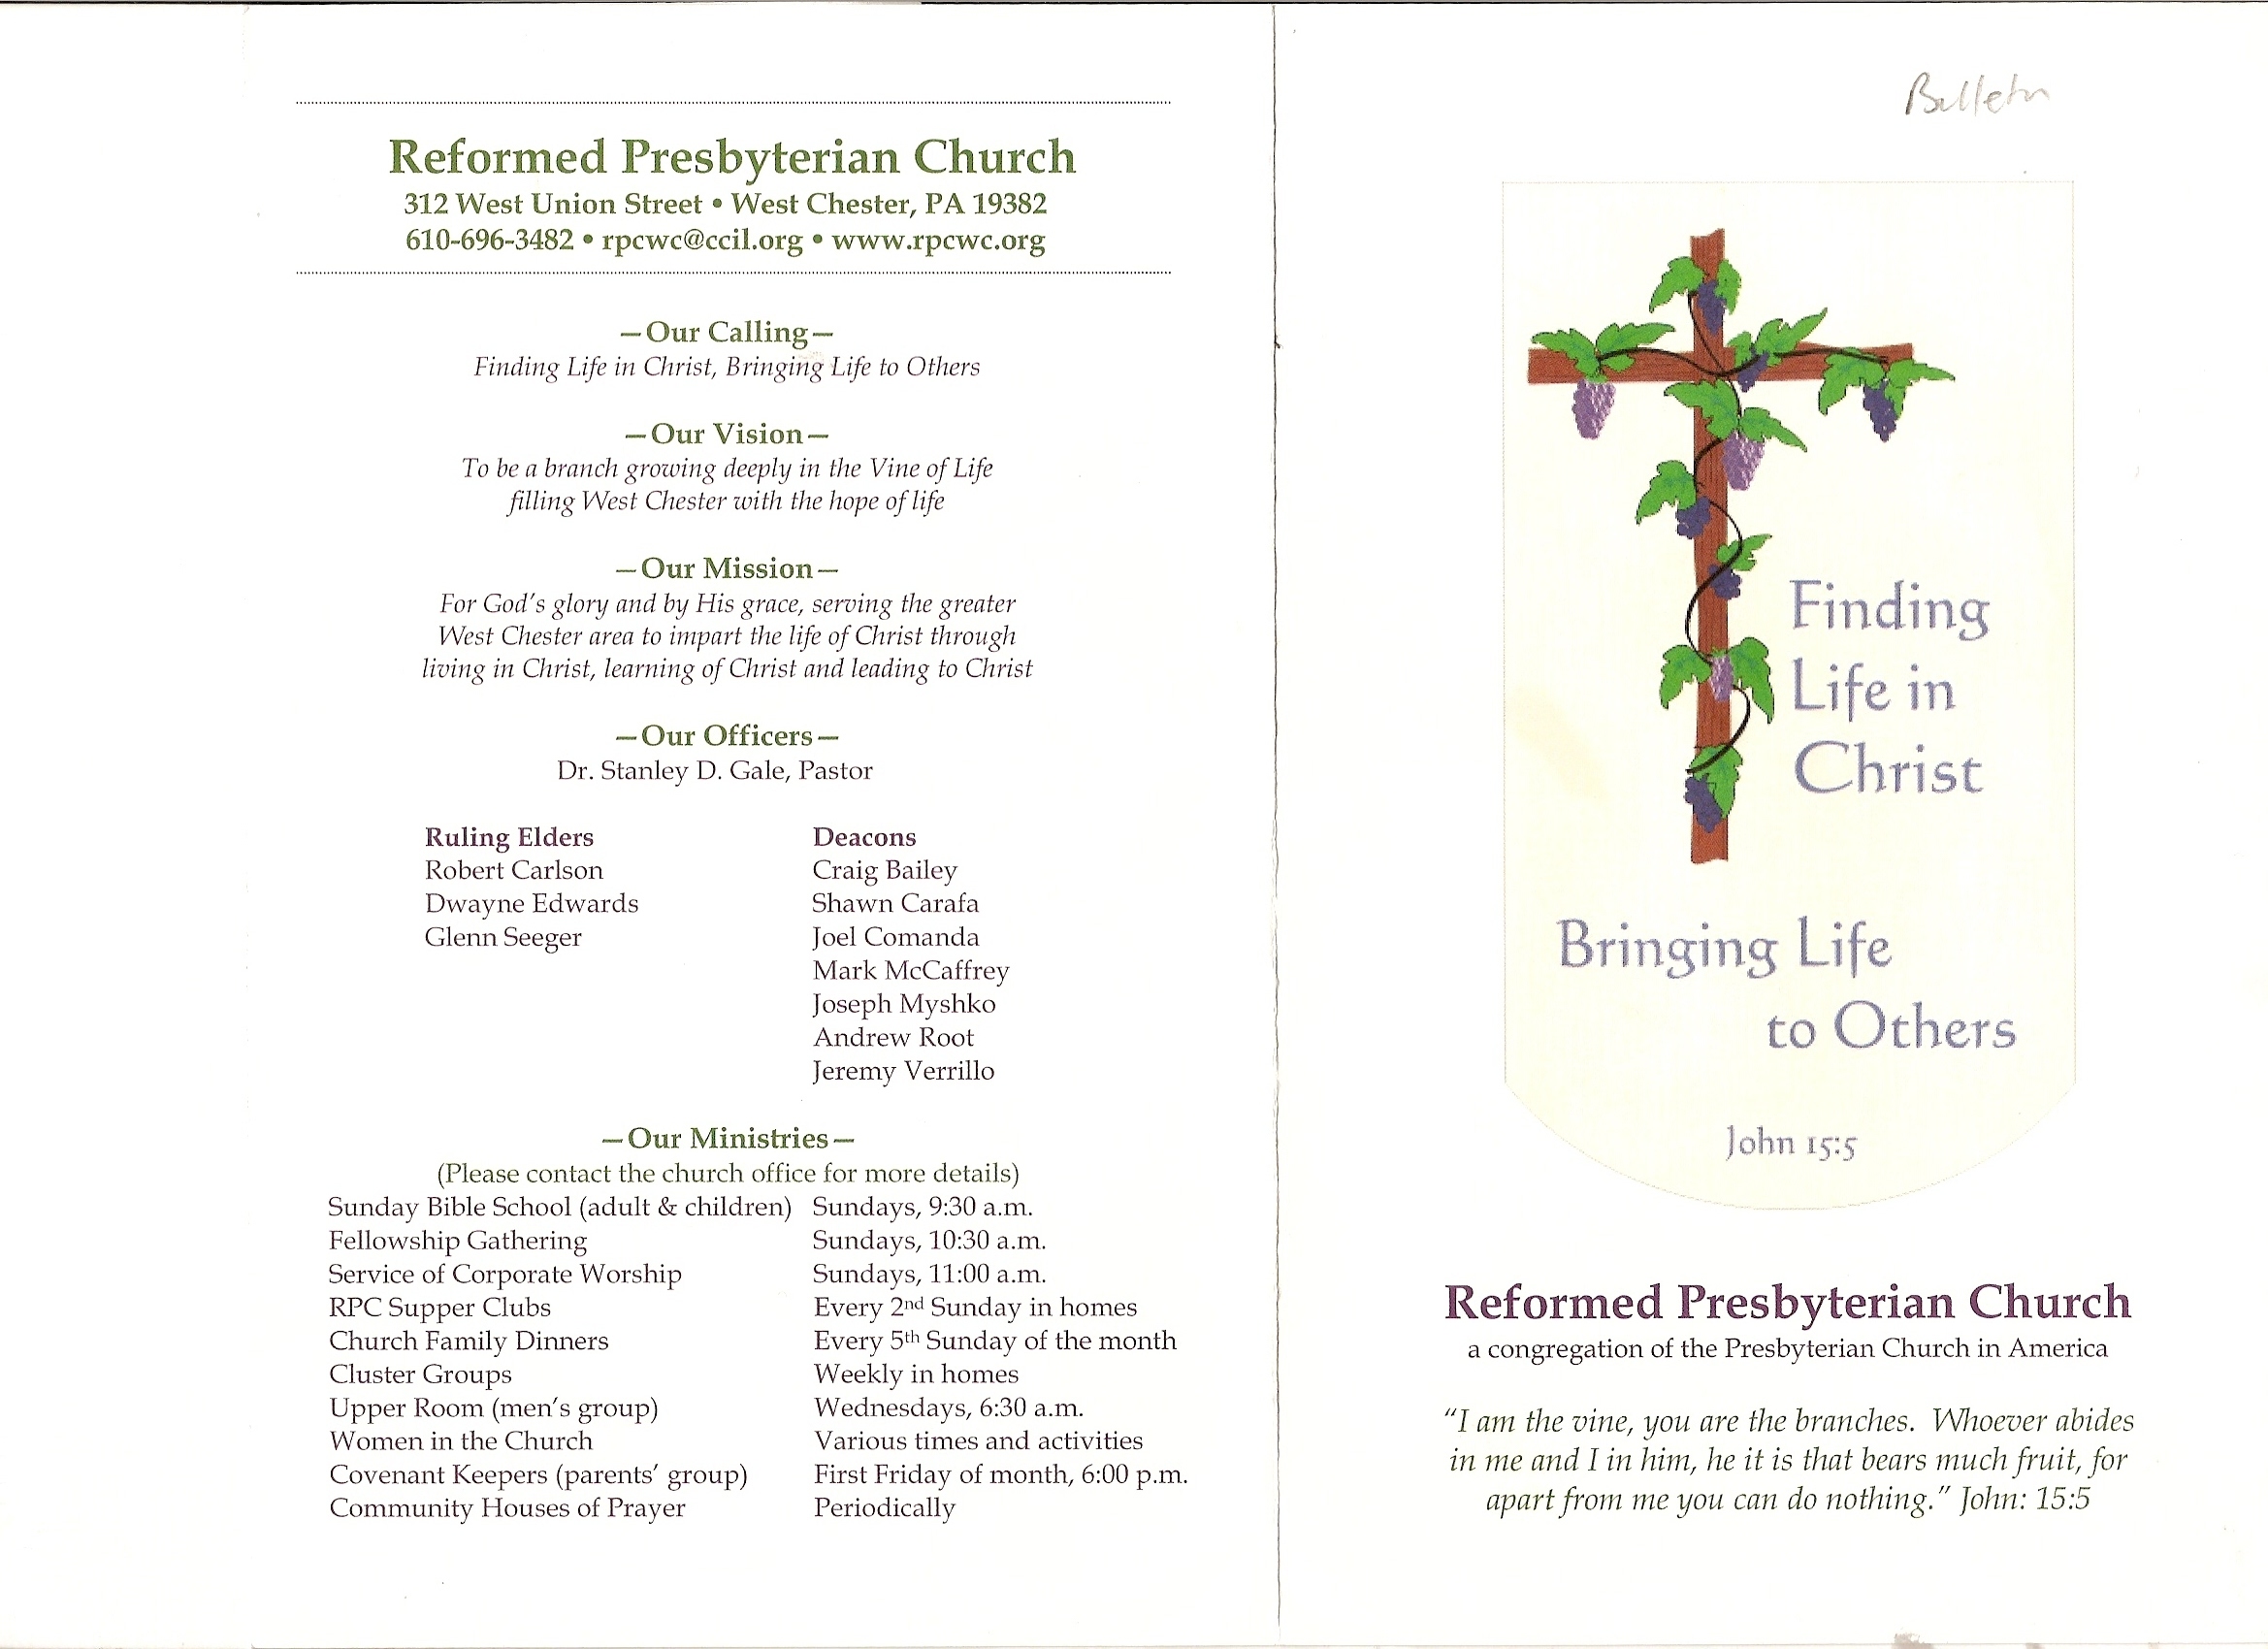 Reformed Presbyterian Church
312 West Union Street • West Chester, PA 19382
610-696-3482 • rpcwc@ccil.org • www.rpcwc.org
—Our Calling—
Finding Life in Christ, Bringing Life to Others
—Our Vision—
To be a branch growing deeply in the Vine of Life
filling West Chester with the hope of life
—Our Mission—
For God's glory and by His grace, serving the greater
West Chester area to impart the life of Christ through
living in Christ, learning of Christ and leading to Christ
—Our Officers—
Dr. Stanley D. Gale, Pastor
Ruling Elders
Robert Carlson
Dwayne Edwards
Glenn Seeger
Deacons
Craig Bailey
Shawn Carafa
Joel Comanda
Mark McCaffrey
Joseph Myshko
Andrew Root
Jeremy Verrillo
—Our Ministries—
(Please contact the church office for more details)
Sunday Bible School (adult & children) Sundays, 9:30 a.m.
Fellowship Gathering Sundays, 10:30 a.m.
Service of Corporate Worship Sundays, 11:00 a.m.
RPC Supper Clubs Every 2nd Sunday in homes
Church Family Dinners Every 5th Sunday of the month
Cluster Groups Weekly in homes
Upper Room (men's group) Wednesdays, 6:30 a.m.
Women in the Church Various times and activities
Covenant Keepers (parents' group) First Friday of month, 6:00 p.m.
Community Houses of Prayer Periodically
Bulletin
Finding
Life in
Christ
Bringing Life
to Others
John 15:5
Reformed Presbyterian Church
a congregation of the Presbyterian Church in America
"I am the vine, you are the branches. Whoever abides
in me and I in him, he it is that bears much fruit, for
apart from me you can do nothing." John: 15:5